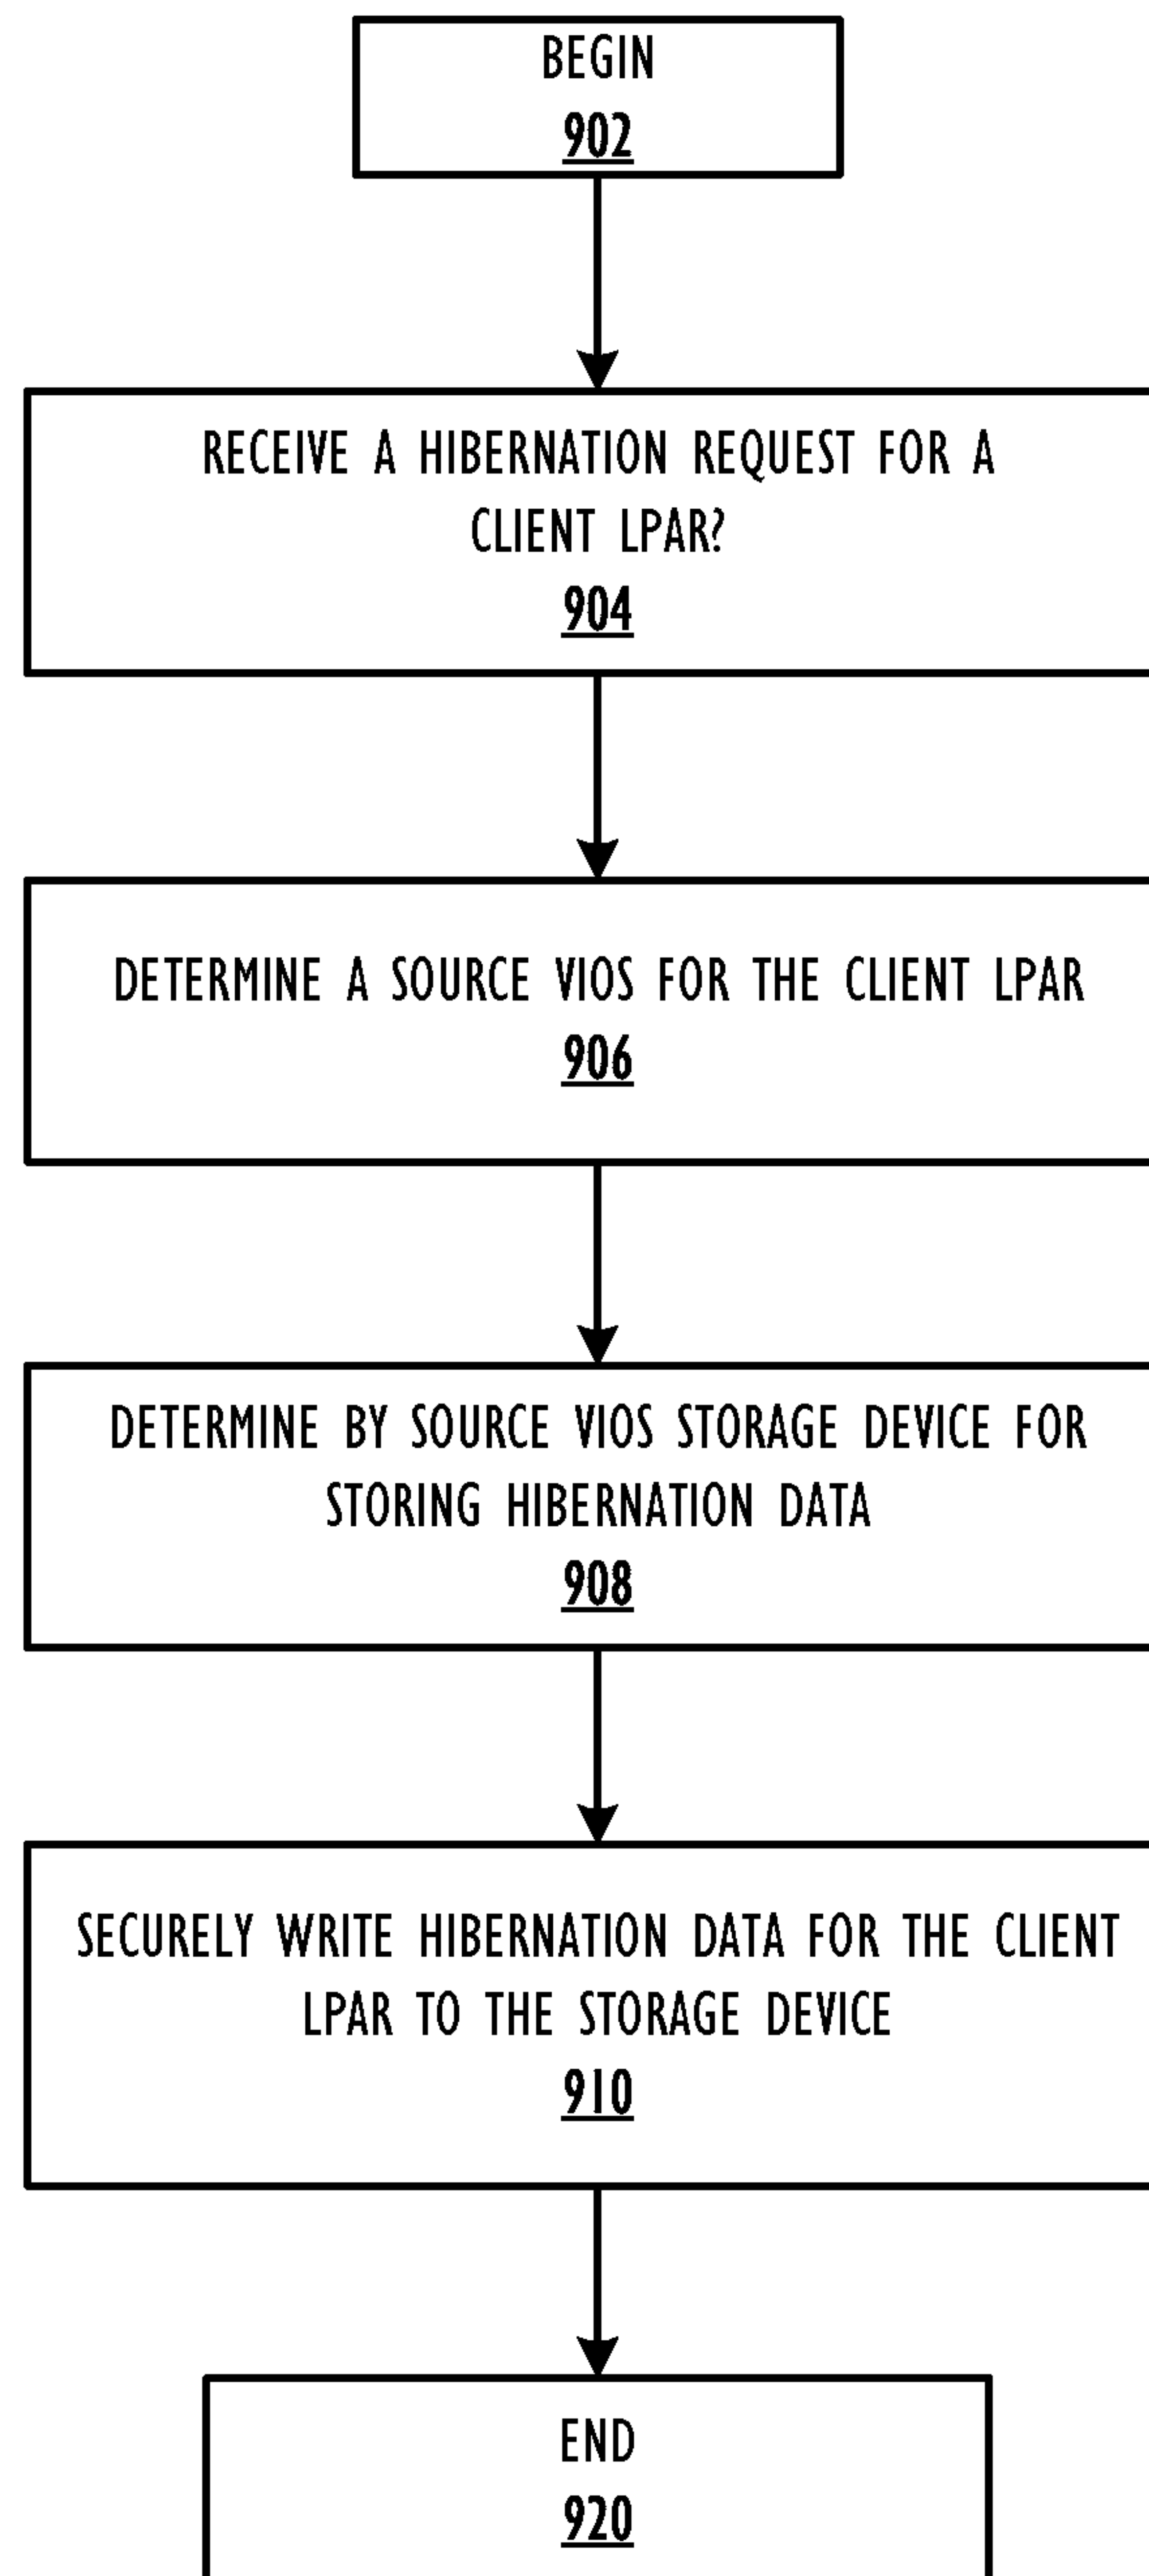 BEGIN
902
RECEIVE A HIBERNATION REQUEST FOR A
CLIENT LPAR?
904
DETERMINE A SOURCE VIOS FOR THE CLIENT LPAR
906
DETERMINE BY SOURCE VIOS STORAGE DEVICE FOR
STORING HIBERNATION DATA
908
SECURELY WRITE HIBERNATION DATA FOR THE CLIENT
LPAR TO THE STORAGE DEVICE
910
END
920